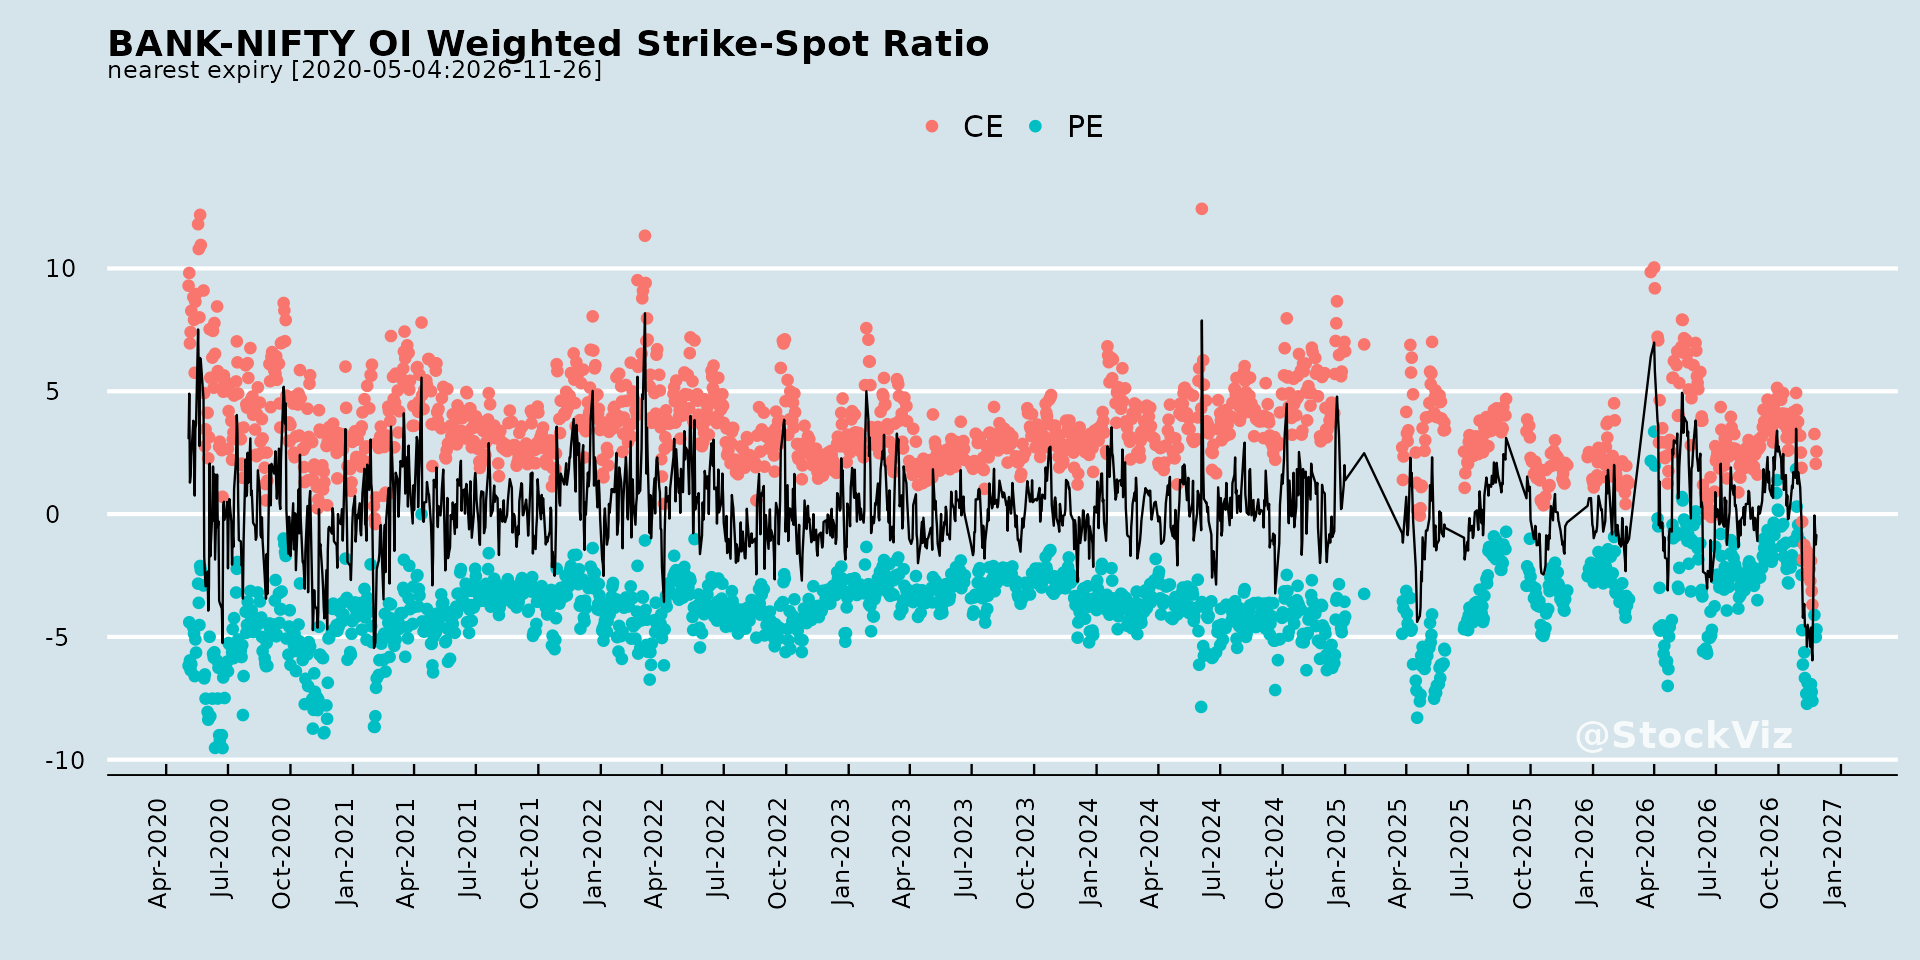 BANK-NIFTY OI Weighted Strike-Spot Ratio
nearest expiry [2020-05-04:2026-11-26]
CE PE
10
5
0
-5
-10
@StockViz
Apr-2020 Jul-2020 Oct-2020 Jan-2021 Apr-2021 Jul-2021 Oct-2021 Jan-2022 Apr-2022 Jul-2022 Oct-2022 Jan-2023 Apr-2023 Jul-2023 Oct-2023 Jan-2024 Apr-2024 Jul-2024 Oct-2024 Jan-2025 Apr-2025 Jul-2025 Oct-2025 Jan-2026 Apr-2026 Jul-2026 Oct-2026 Jan-2027